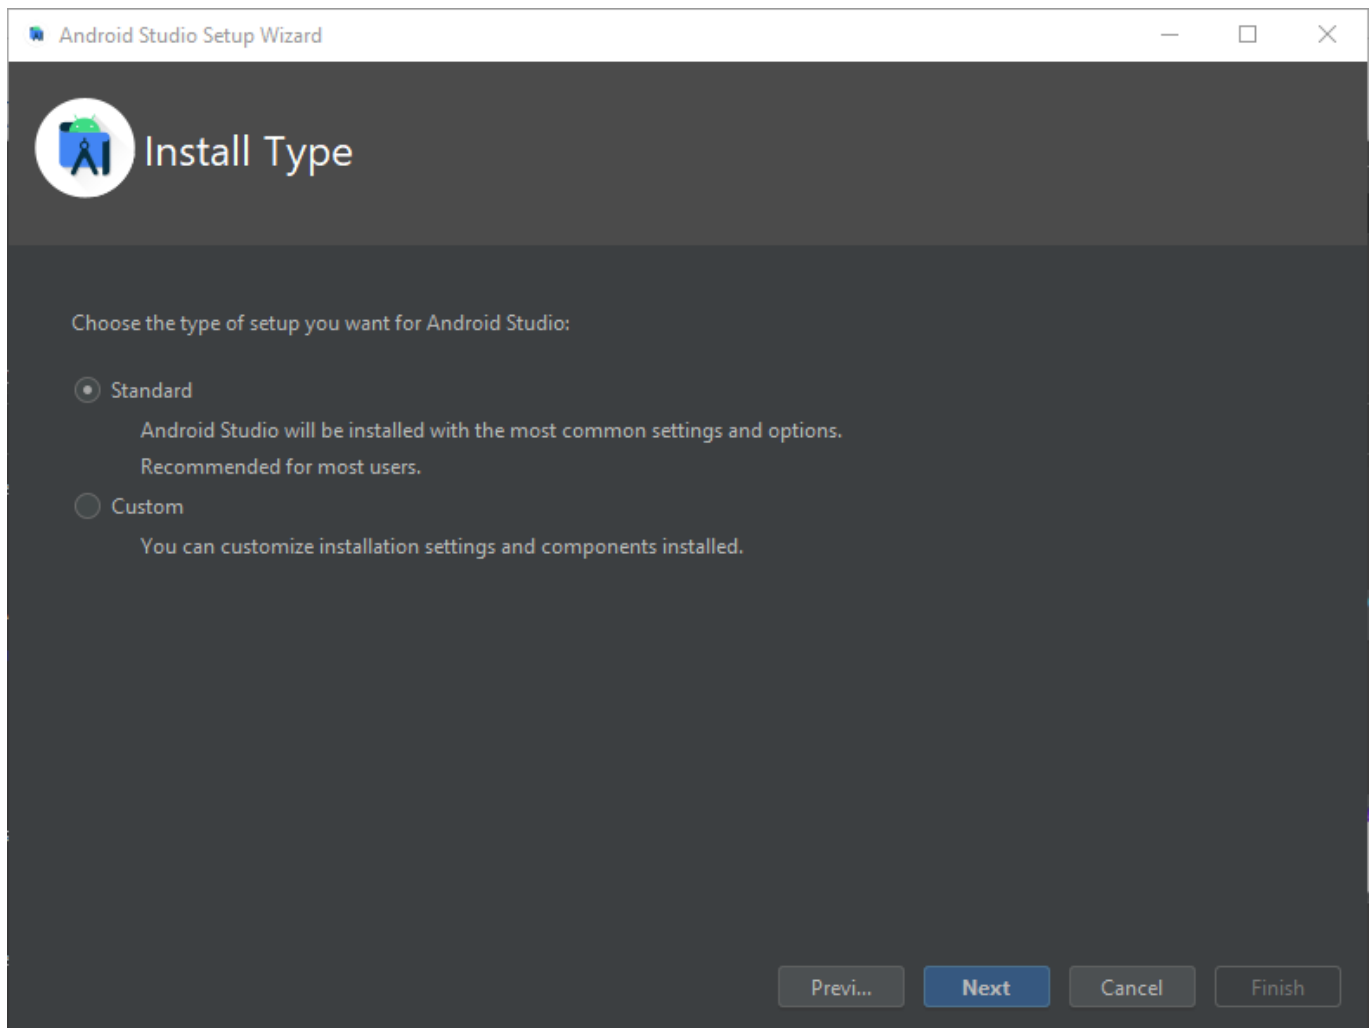 Android Studio Setup Wizard
Install Type
Choose the type of setup you want for Android Studio:
Standard
Android Studio will be installed with the most common settings and options.
Recommended for most users.
Custom
You can customize installation settings and components installed.
Previ... Next Cancel Finish